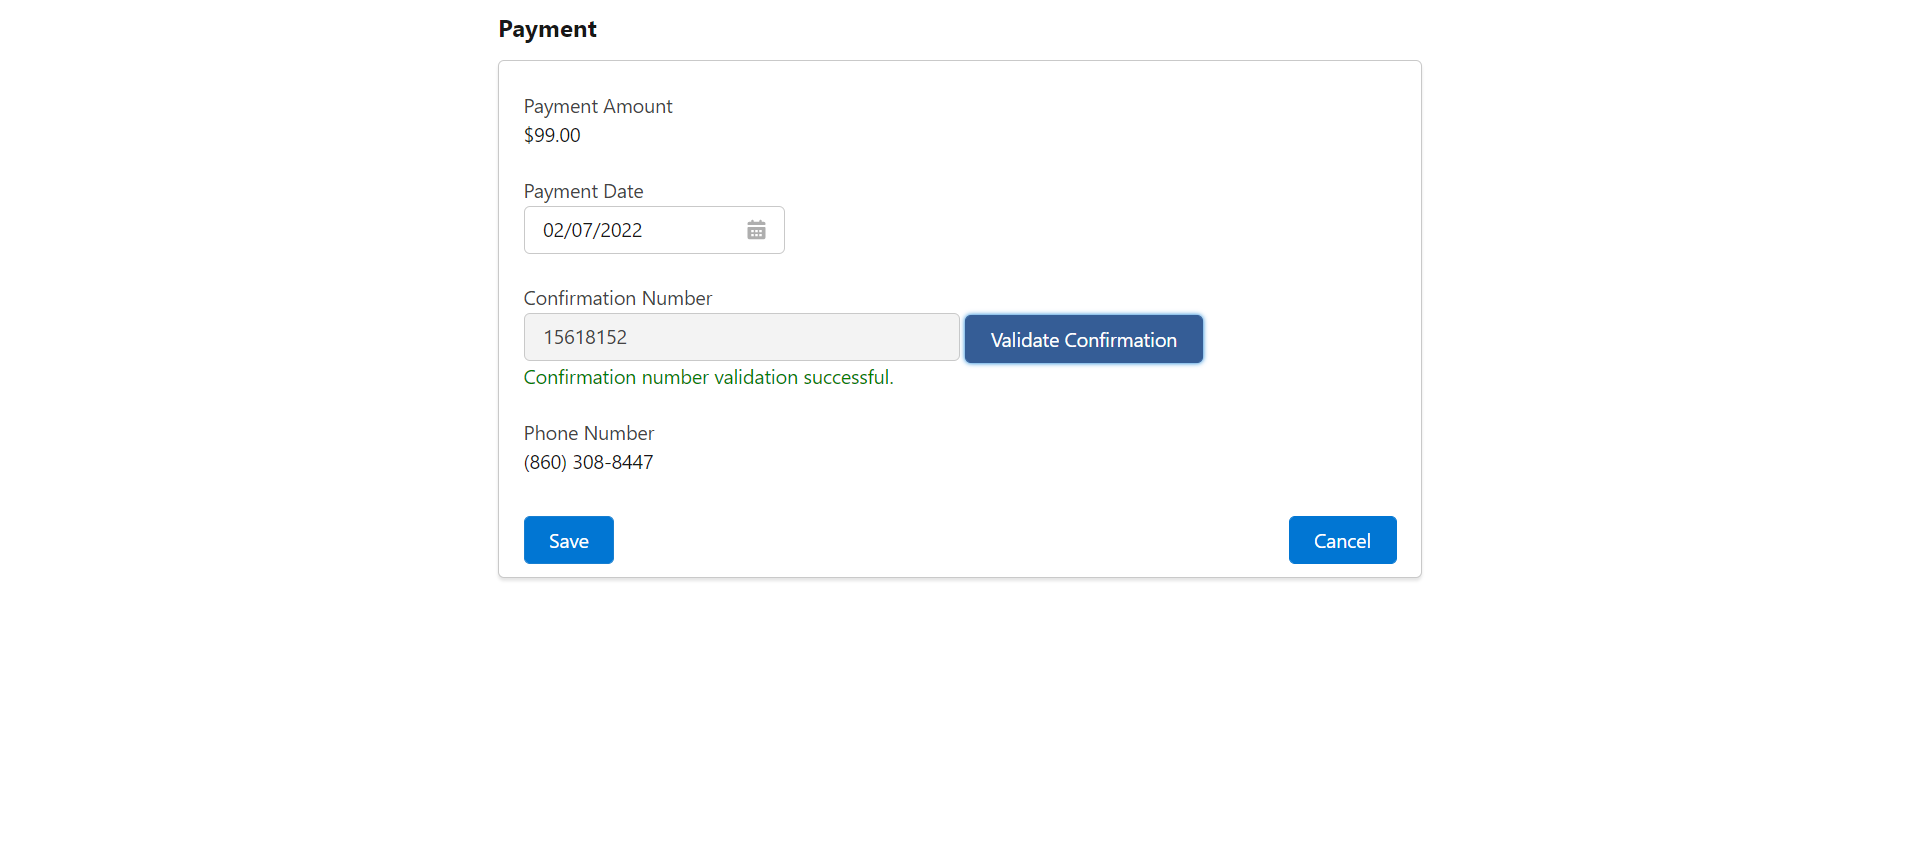 Payment
Payment Amount
$99.00
Payment Date
02/07/2022
Confirmation Number
15618152
Validate Confirmation
Confirmation number validation successful.
Phone Number
(860) 308-8447
Save
Cancel